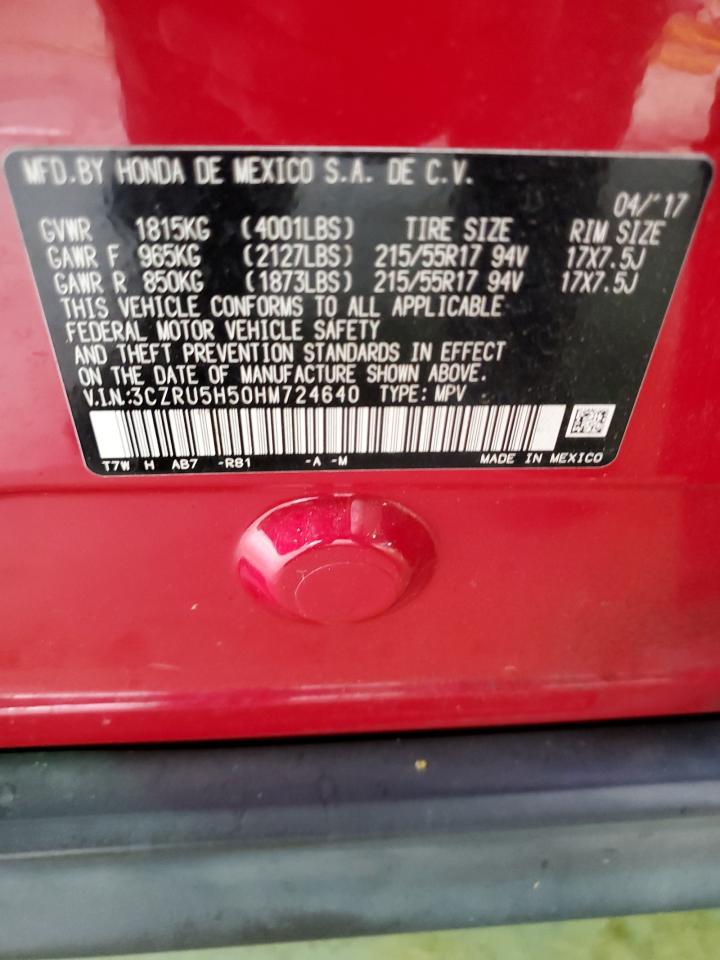 MFD.BY HONDA DE MEXICO S.A. DE C.V.
04/'17
GVWR 1815KG (4001LBS) TIRE SIZE RIM SIZE
GAWR F 965KG (2127LBS) 215/55R17 94V 17X7.5J
GAWR R 850KG (1873LBS) 215/55R17 94V 17X7.5J
THIS VEHICLE CONFORMS TO ALL APPLICABLE
FEDERAL MOTOR VEHICLE SAFETY
AND THEFT PREVENTION STANDARDS IN EFFECT
ON THE DATE OF MANUFACTURE SHOWN ABOVE.
V.I.N.:3CZRU5H50HM724640 TYPE: MPV
T7W H AB7 -R81 -A -M MADE IN MEXICO